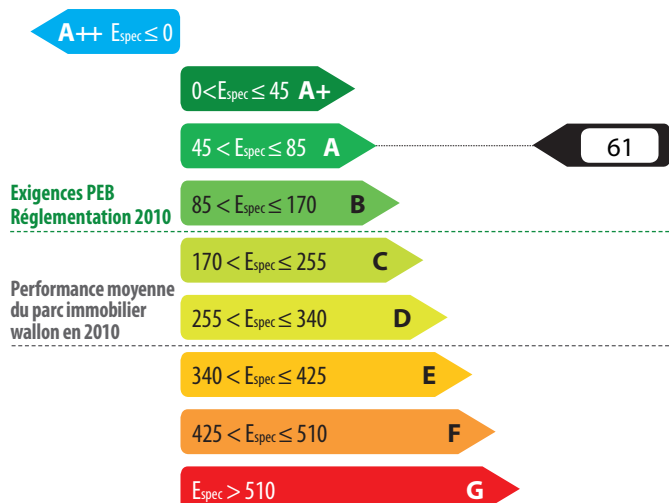 A++ Espec ≤ 0
0<Espec ≤ 45 A+
45 < Espec ≤ 85 A
61
Exigences PEB
Réglementation 2010
85 < Espec ≤ 170 B
170 < Espec ≤ 255 C
Performance moyenne
du parc immobilier
wallon en 2010
255 < Espec ≤ 340 D
340 < Espec ≤ 425 E
425 < Espec ≤ 510 F
Espec > 510 G